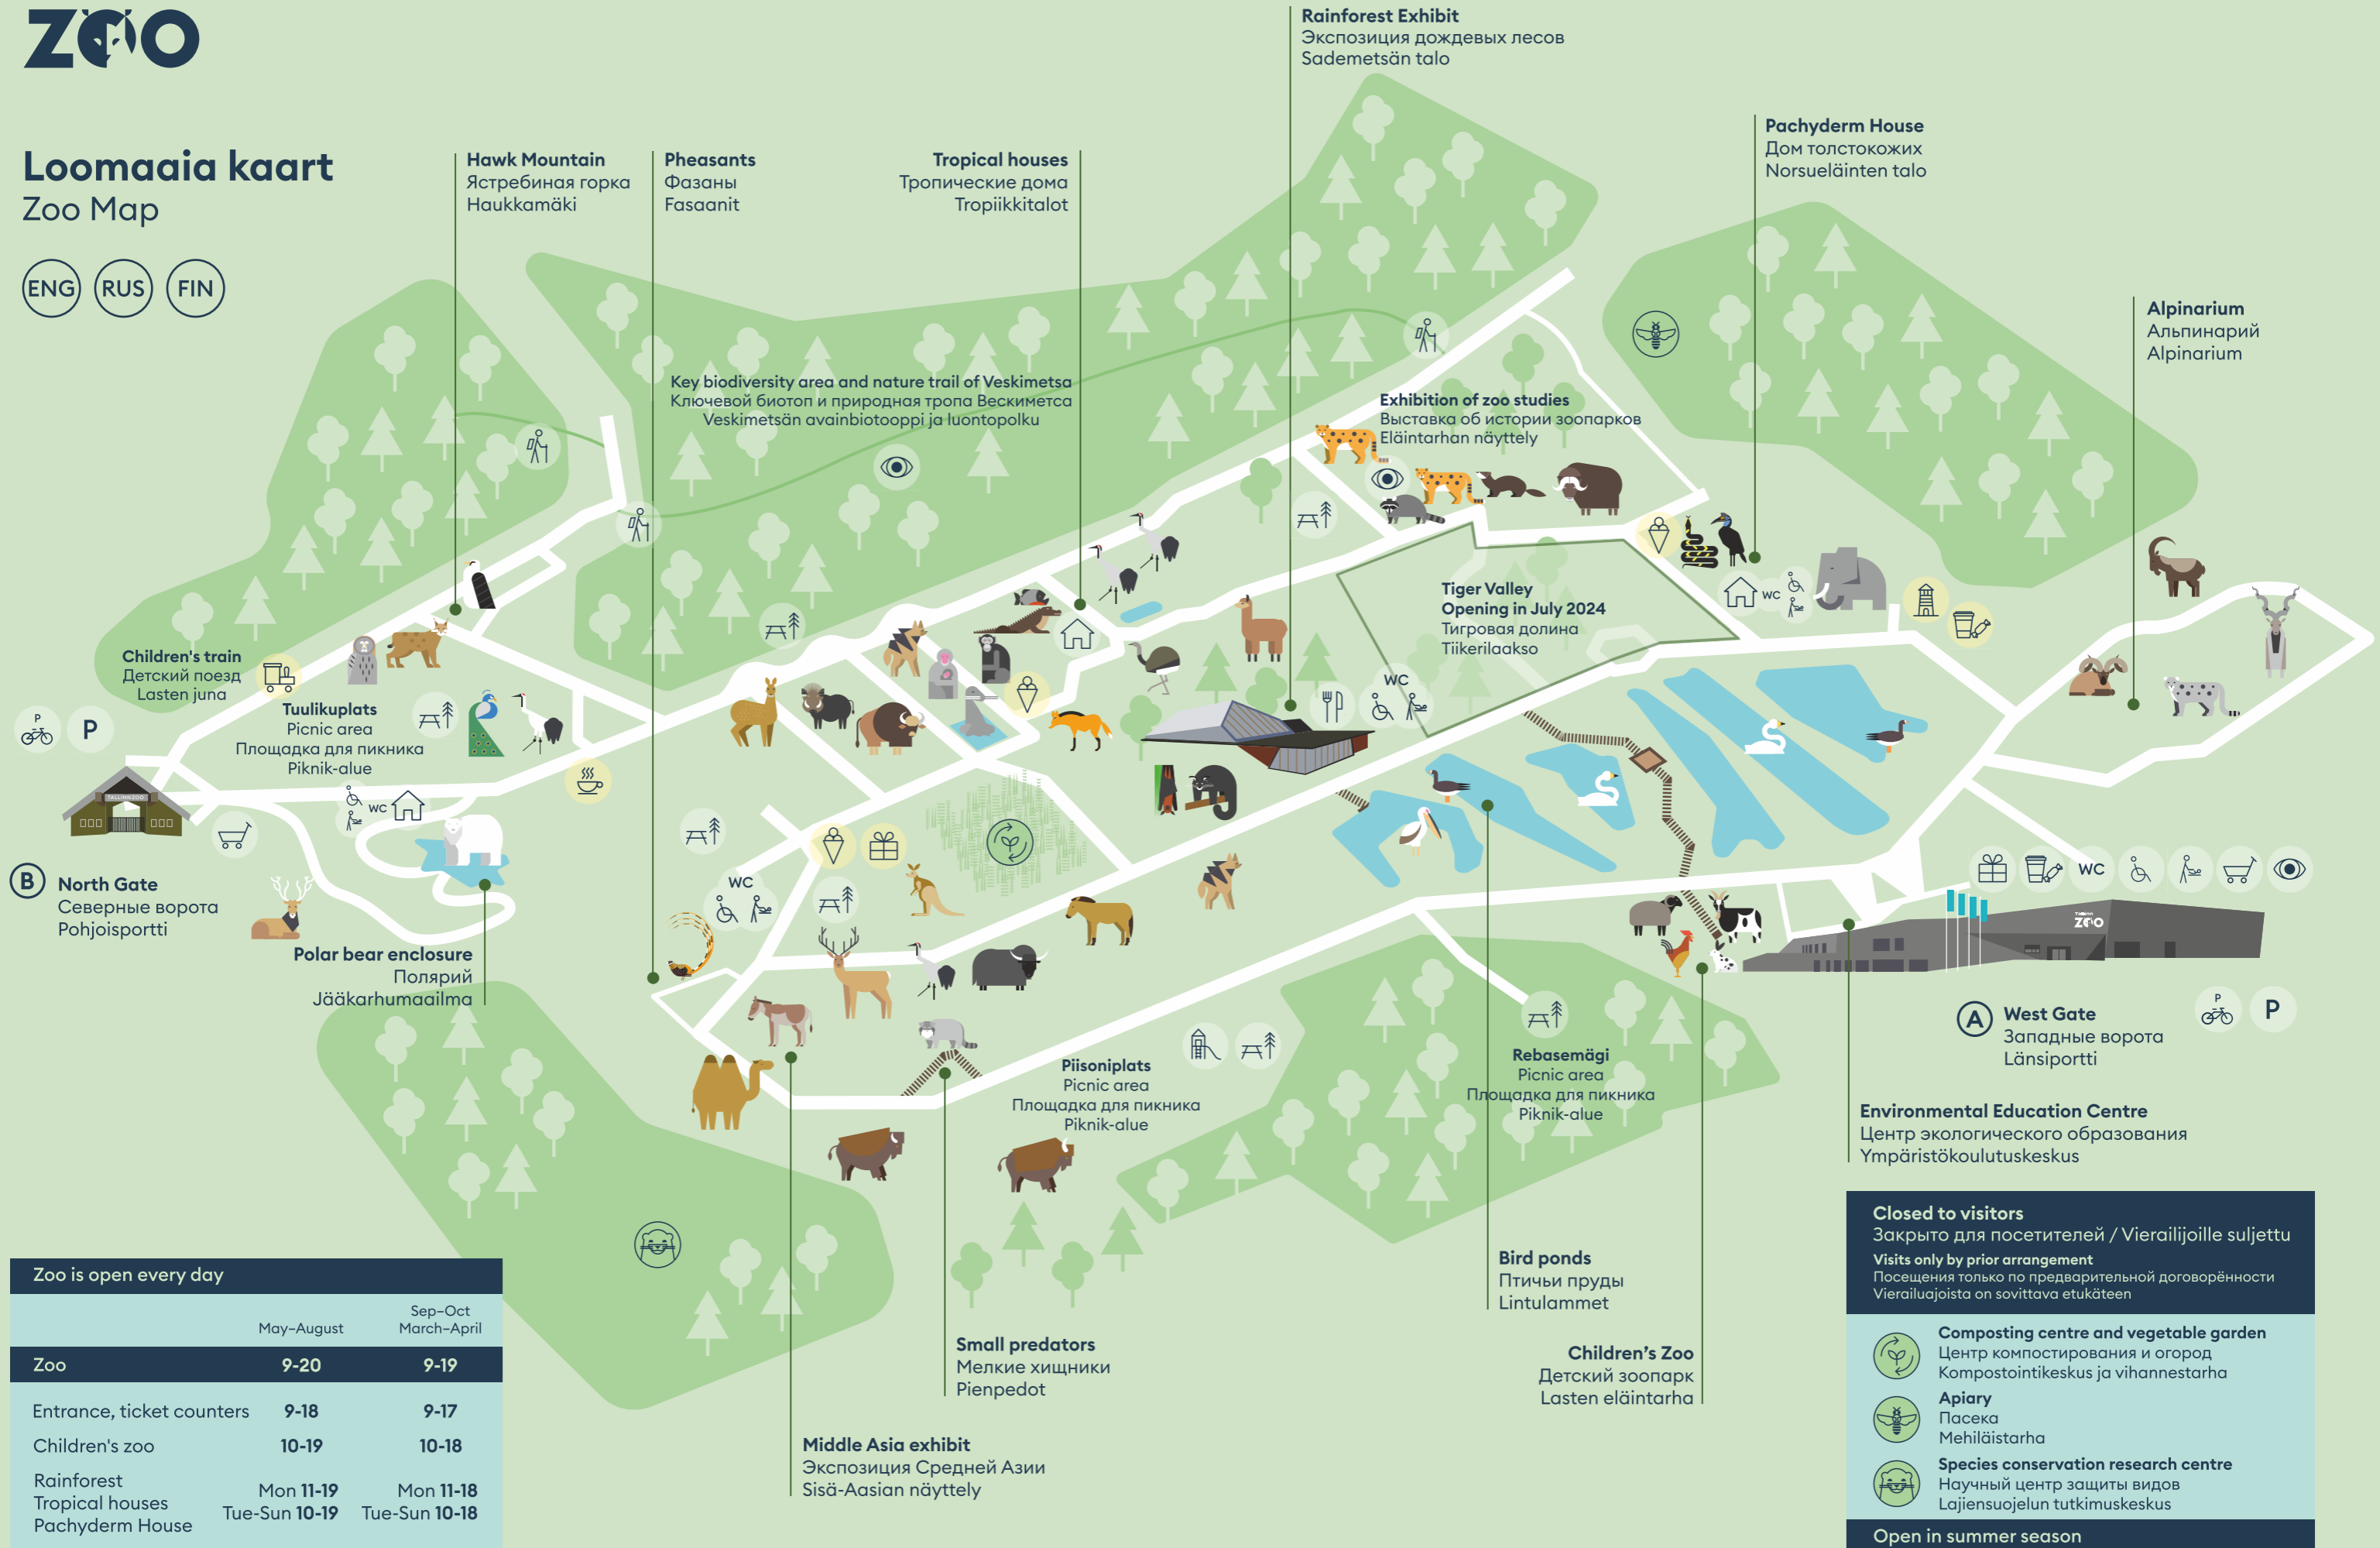 ZOO
Loomaaia kaart
Zoo Map
ENG
RUS
FIN
Hawk Mountain
Ястребиная горка
Haukkamäki
Pheasants
Фазаны
Fasaanit
Tropical houses
Тропические дома
Tropiikkitalot
Rainforest Exhibit
Экспозиция дождевых лесов
Sademetsän talo
Pachyderm House
Дом толстокожих
Norsueläinten talo
Alpinarium
Альпинарий
Alpinarium
Key biodiversity area and nature trail of Veskimetsa
Ключевой биотоп и природная тропа Вескиметса
Veskimetsän avainbiotooppi ja luontopolku
Exhibition of zoo studies
Выставка об истории зоопарков
Eläintarhan näyttely
Tiger Valley
Opening in July 2024
Тигровая долина
Tiikerilaakso
WC
WC
Children's train
Детский поезд
Lasten juna
Tuulikuplats
Picnic area
Площадка для пикника
Piknik-alue
P
P
TALLINN ZOO
WC
B
North Gate
Северные ворота
Pohjoisportti
Polar bear enclosure
Полярий
Jääkarhumaailma
WC
WC
Tallinn
ZOO
A
West Gate
Западные ворота
Länsiportti
P
P
Piisoniplats
Picnic area
Площадка для пикника
Piknik-alue
Rebasemägi
Picnic area
Площадка для пикника
Piknik-alue
Environmental Education Centre
Центр экологического образования
Ympäristökoulutuskeskus
Bird ponds
Птичьи пруды
Lintulammet
Small predators
Мелкие хищники
Pienpedot
Children’s Zoo
Детский зоопарк
Lasten eläintarha
Middle Asia exhibit
Экспозиция Средней Азии
Sisä-Aasian näyttely
Zoo is open every day
May–August
Sep–Oct
March–April
Zoo 9-20 9-19
Entrance, ticket counters 9-18 9-17
Children's zoo 10-19 10-18
Rainforest
Tropical houses
Pachyderm House
Mon 11-19 Mon 11-18
Tue-Sun 10-19 Tue-Sun 10-18
Closed to visitors
Закрыто для посетителей / Vierailijoille suljettu
Visits only by prior arrangement
Посещения только по предварительной договорённости
Vierailuajoista on sovittava etukäteen
Composting centre and vegetable garden
Центр компостирования и огород
Kompostointikeskus ja vihannestarha
Apiary
Пасека
Mehiläistarha
Species conservation research centre
Научный центр защиты видов
Lajiensuojelun tutkimuskeskus
Open in summer season